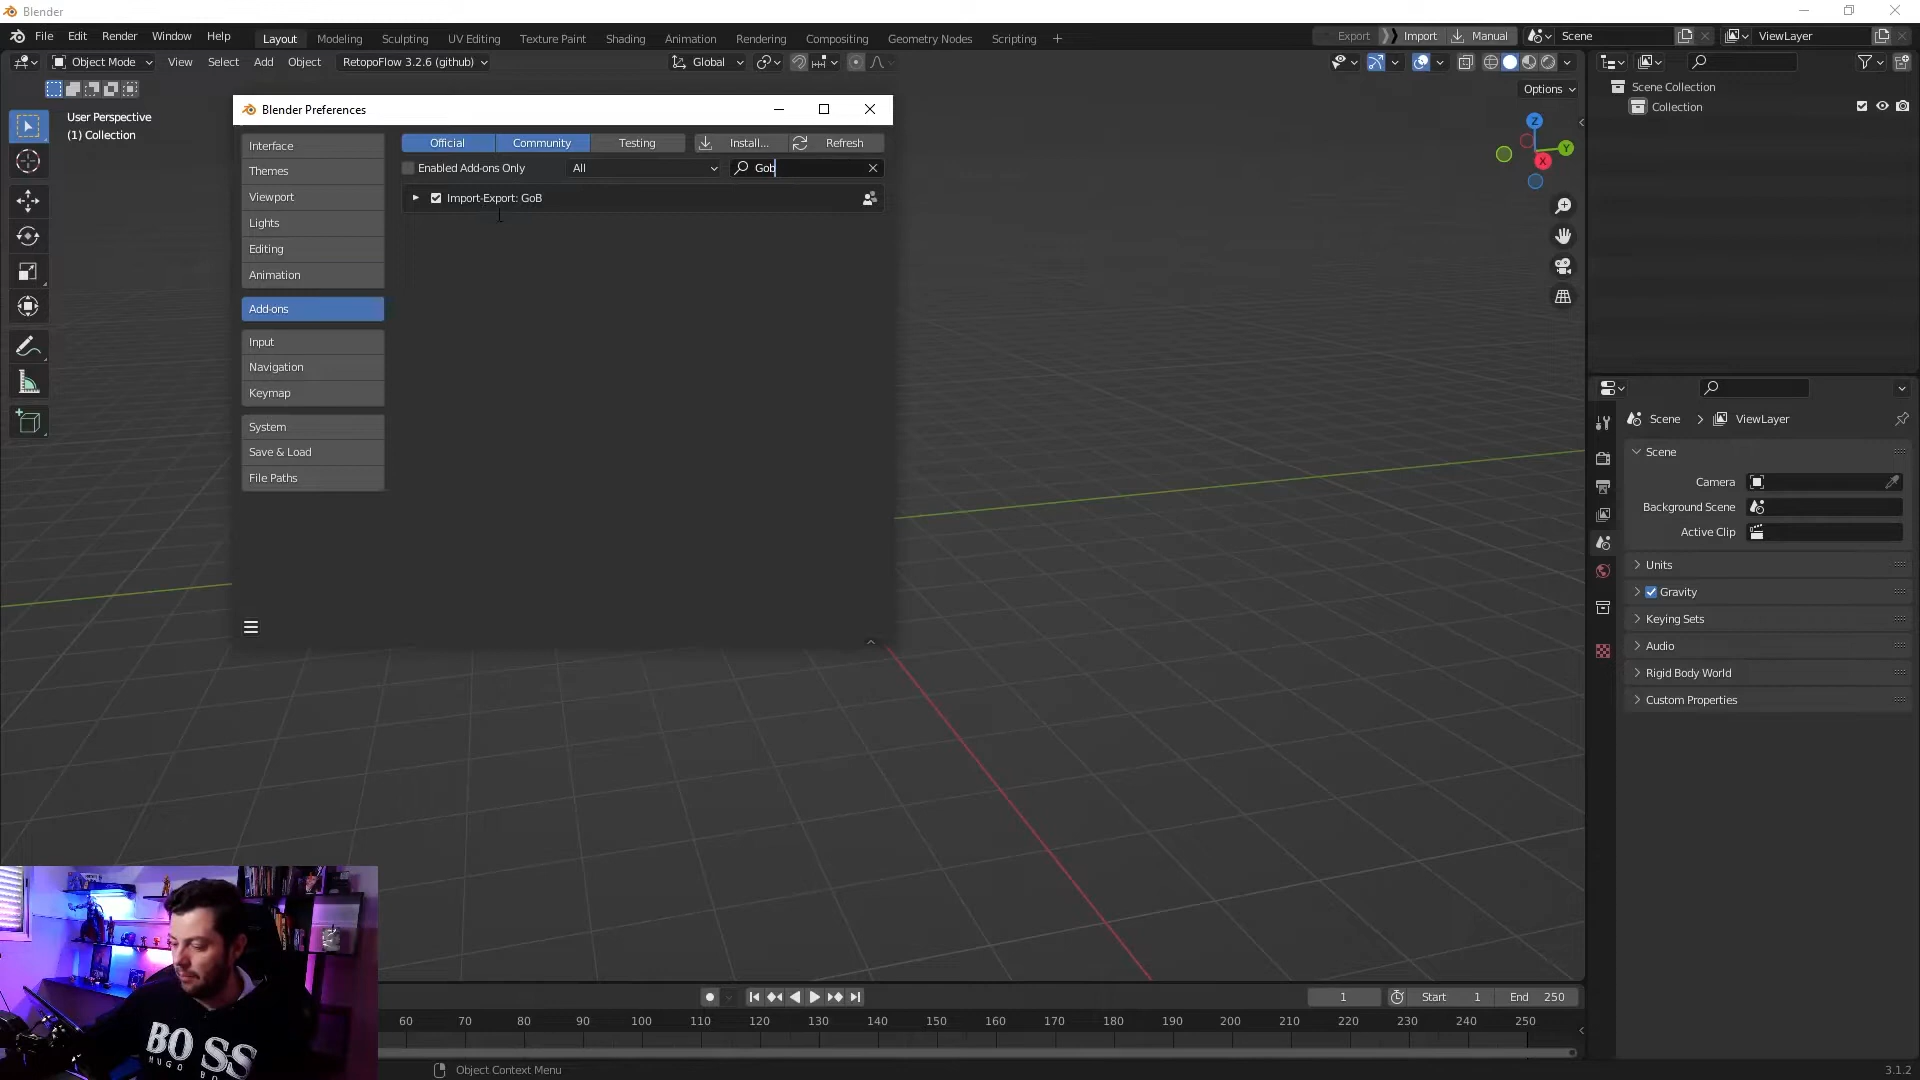 Blender
File Edit Render Window Help
Layout Modeling Sculpting UV Editing Texture Paint Shading Animation Rendering Compositing Geometry Nodes Scripting
Export Import Manual Scene ViewLayer
Object Mode View Select Add Object RetopoFlow 3.2.6 (github) Global
Options
User Perspective
(1) Collection
Z
Y
X
Scene Collection
Collection
Blender Preferences
Interface
Themes
Viewport
Lights
Editing
Animation
Add-ons
Input
Navigation
Keymap
System
Save & Load
File Paths
Official Community Testing Install... Refresh
Enabled Add-ons Only All Gob
Import-Export: GoB
Scene ViewLayer
Scene
Camera
Background Scene
Active Clip
Units
Gravity
Keying Sets
Audio
Rigid Body World
Custom Properties
BOSS
1 Start 1 End 250
60 70 80 90 100 110 120 130 140 150 160 170 180 190 200 210 220 230 240 250
Object Context Menu
3.1.2